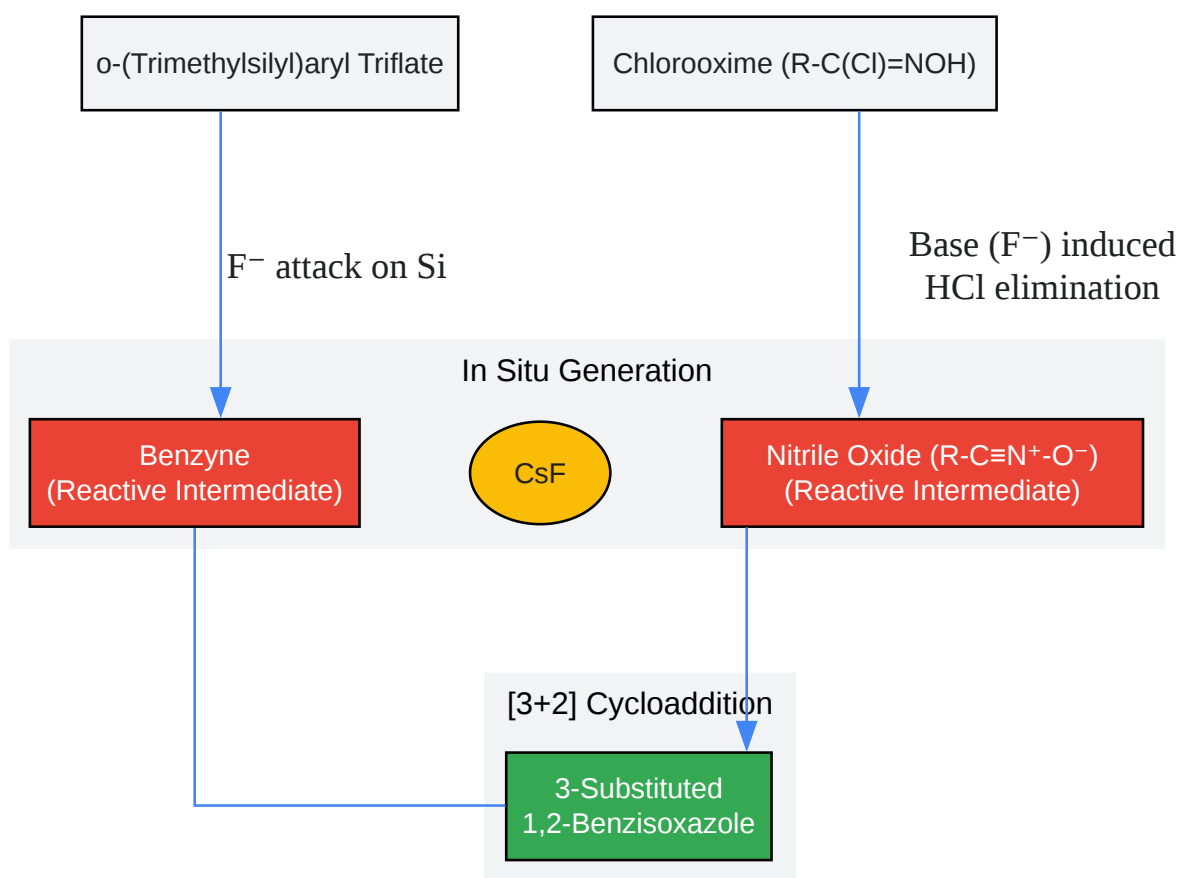 o-(Trimethylsilyl)aryl Triflate
Chlorooxime (R-C(Cl)=NOH)
F⁻ attack on Si
Base (F⁻) induced
HCl elimination
In Situ Generation
Benzyne
(Reactive Intermediate)
CsF
Nitrile Oxide (R-C≡N⁺-O⁻)
(Reactive Intermediate)
[3+2] Cycloaddition
3-Substituted
1,2-Benzisoxazole